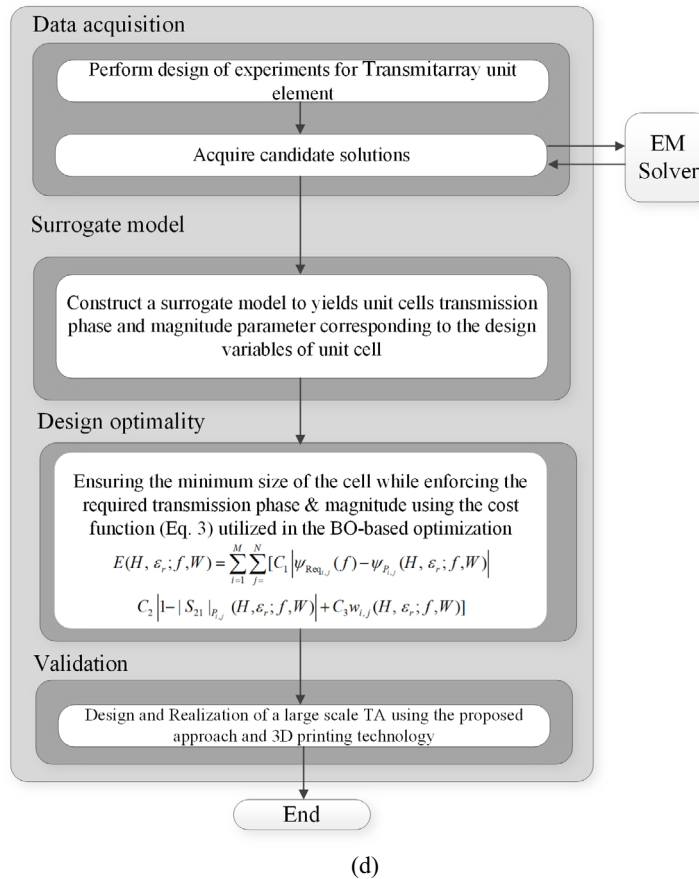 Data acquisition
Perform design of experiments for Transmitarray unit
element
Acquire candidate solutions
EM
Solver
Surrogate model
Construct a surrogate model to yields unit cells transmission
phase and magnitude parameter corresponding to the design
variables of unit cell
Design optimality
Ensuring the minimum size of the cell while enforcing the
required transmission phase & magnitude using the cost
function (Eq. 3) utilized in the BO-based optimization
E(H, ε_r; f,W) = ∑_{i=1}^{M} ∑_{j=}^{N} [C_1 |ψ_{Req_{i,j}}(f) − ψ_{P_{i,j}}(H, ε_r; f,W)|
C_2 |1− | S_{21} |_{P_{i,j}} (H,ε_r; f,W)| + C_3 w_{i,j}(H, ε_r; f,W)]
Validation
Design and Realization of a large scale TA using the proposed
approach and 3D printing technology
End
(d)